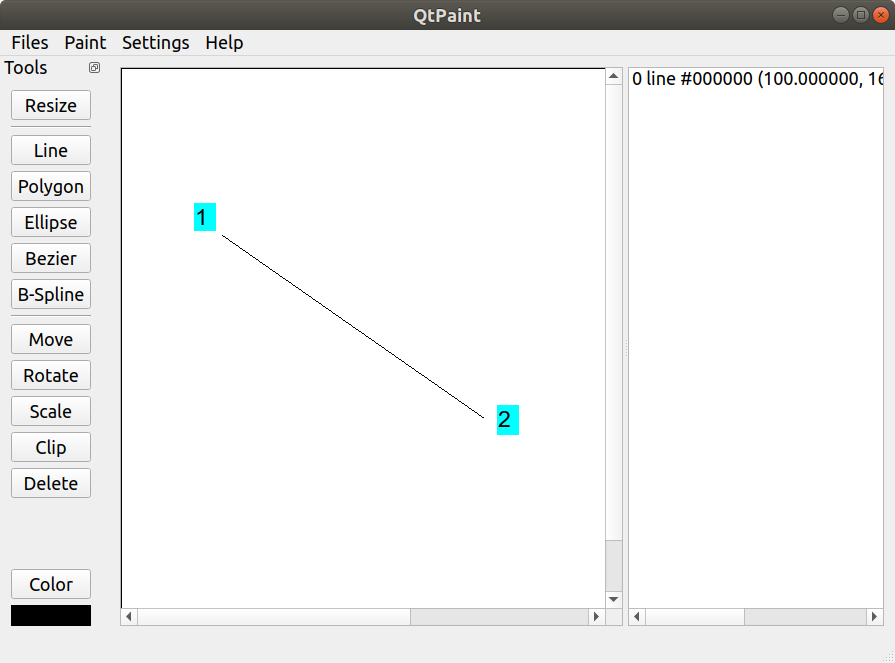 QtPaint
Files Paint Settings Help
Tools
Resize
Line
Polygon
Ellipse
Bezier
B-Spline
Move
Rotate
Scale
Clip
Delete
Color
1
2
0 line #000000 (100.000000, 16